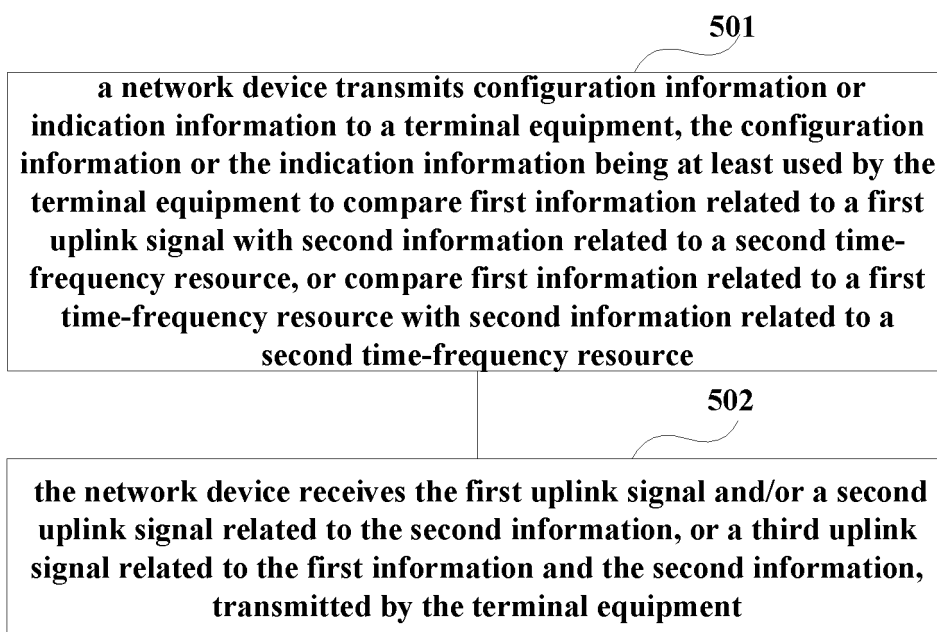 501
a network device transmits configuration information or
indication information to a terminal equipment, the configuration
information or the indication information being at least used by the
terminal equipment to compare first information related to a first
uplink signal with second information related to a second time-
frequency resource, or compare first information related to a first
time-frequency resource with second information related to a
second time-frequency resource
502
the network device receives the first uplink signal and/or a second
uplink signal related to the second information, or a third uplink
signal related to the first information and the second information,
transmitted by the terminal equipment